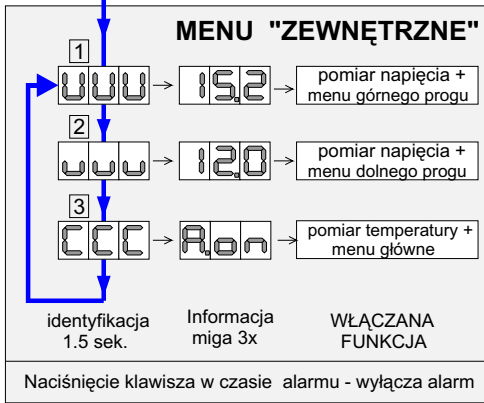 MENU "ZEWNĘTRZNE"
1
UUU 15.2 pomiar napięcia +
menu górnego progu
2
uuu 12.0 pomiar napięcia +
menu dolnego progu
3
CCC A.on pomiar temperatury +
menu główne
identyfikacja Informacja WŁĄCZANA
1.5 sek. miga 3x FUNKCJA
Naciśnięcie klawisza w czasie alarmu - wyłącza alarm